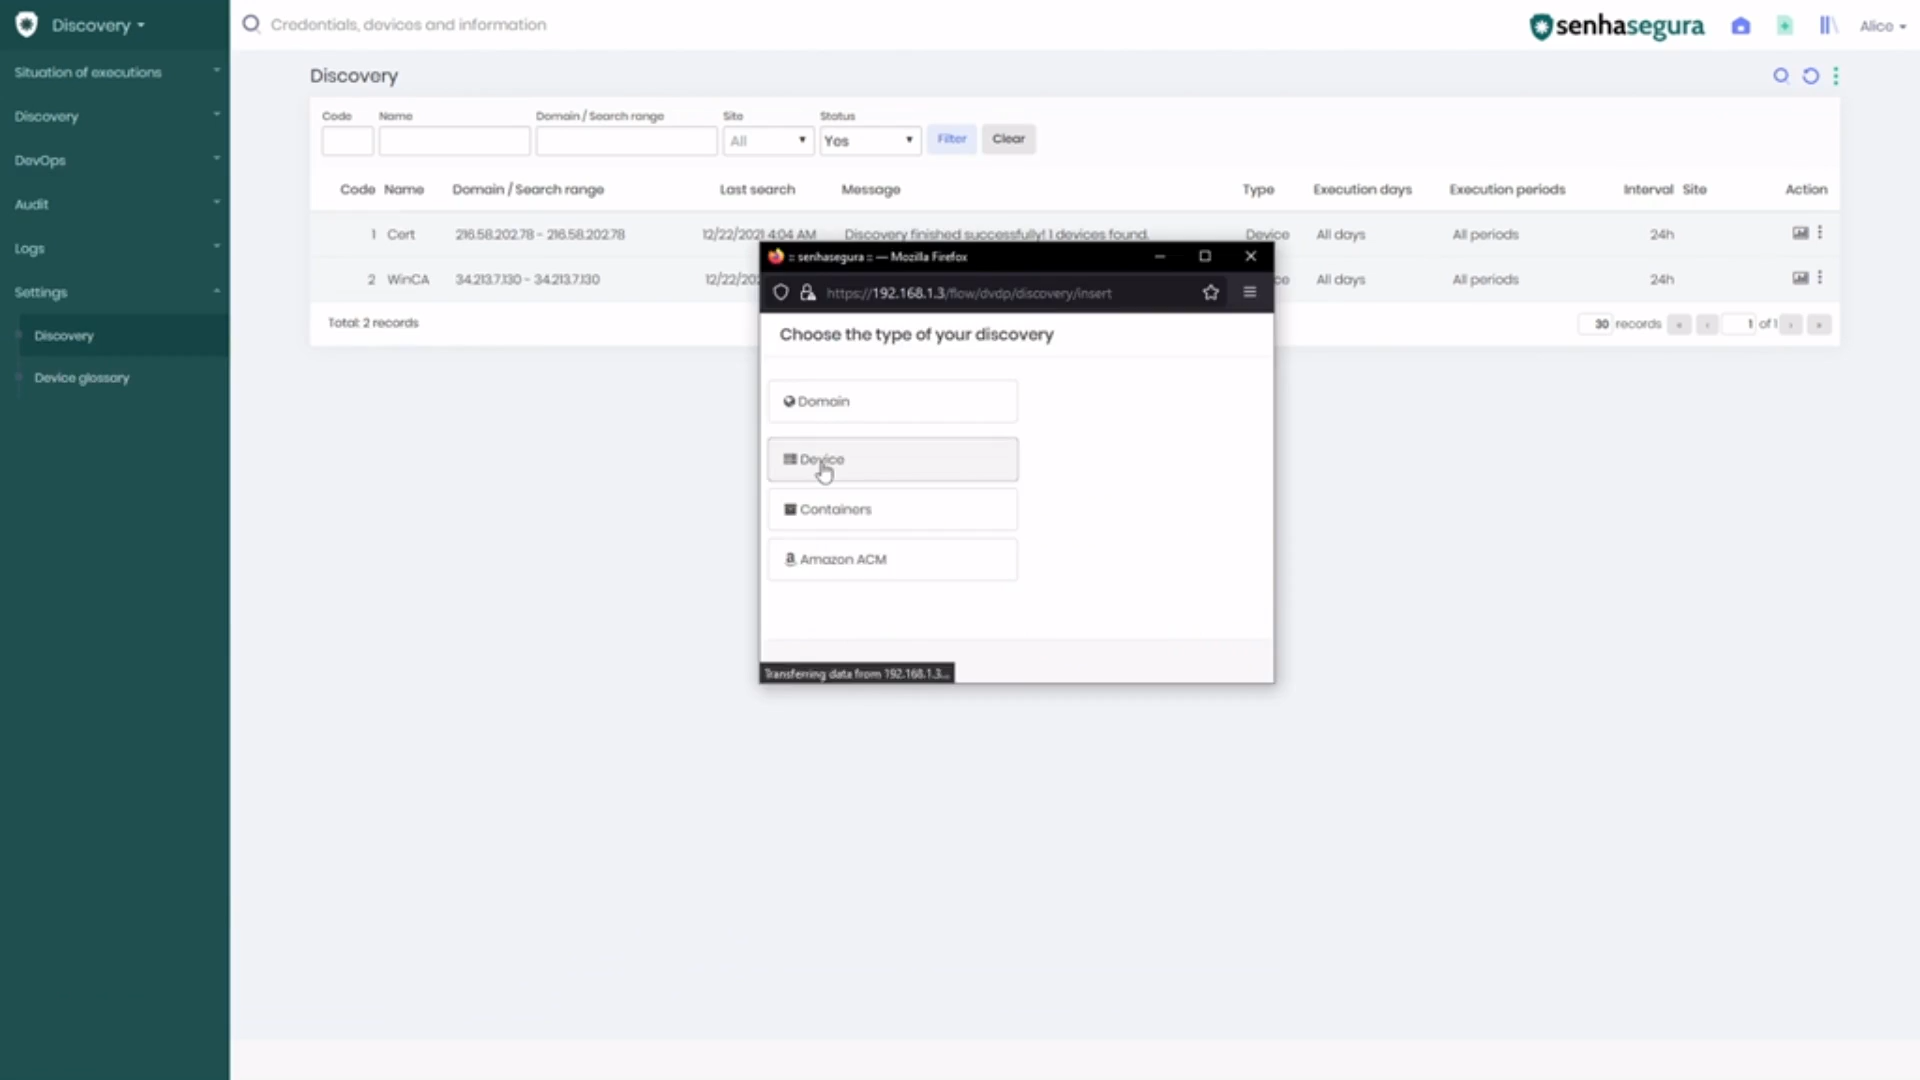 Discovery
Credentials, devices and information
senhasegura
Alice
Situation of executions
Discovery
DevOps
Audit
Logs
Settings
Discovery
Device glossary
Discovery
Code Name Domain / Search range Site Status
All Yes Filter Clear
Code Name Domain / Search range Last search Message Type Execution days Execution periods Interval Site Action
1 Cert 216.58.202.78 - 216.58.202.78 12/22/2021 4:04 AM Discovery finished successfully! 1 devices found. Device All days All periods 24h
2 WinCA 34.213.7.130 - 34.213.7.130 12/22/202 ce All days All periods 24h
Total: 2 records
30 records « ‹ 1 of 1 › »
:: senhasegura :: — Mozilla Firefox
https://192.168.1.3/flow/dvdp/discovery/insert
Choose the type of your discovery
Domain
Device
Containers
Amazon ACM
Transferring data from 192.168.1.3...